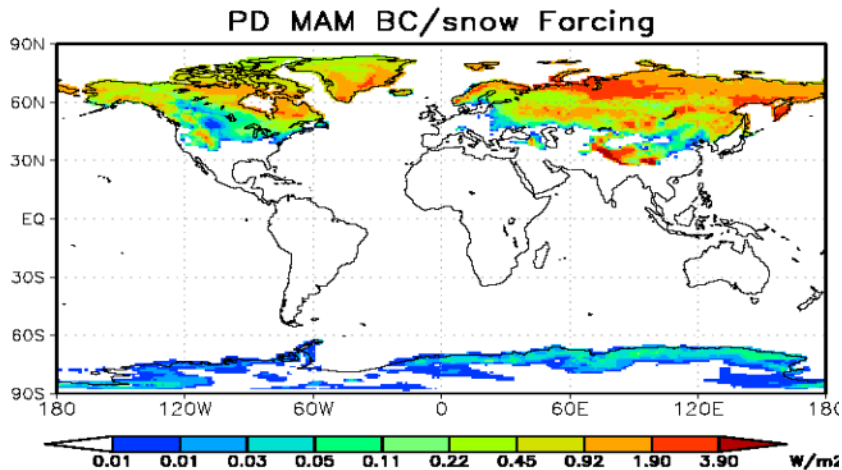 PD MAM BC/snow Forcing
90N
60N
30N
EQ
30S
60S
90S
180 120W 60W 0 60E 120E 180
0.01 0.01 0.03 0.05 0.11 0.22 0.45 0.92 1.90 3.90 W/m2